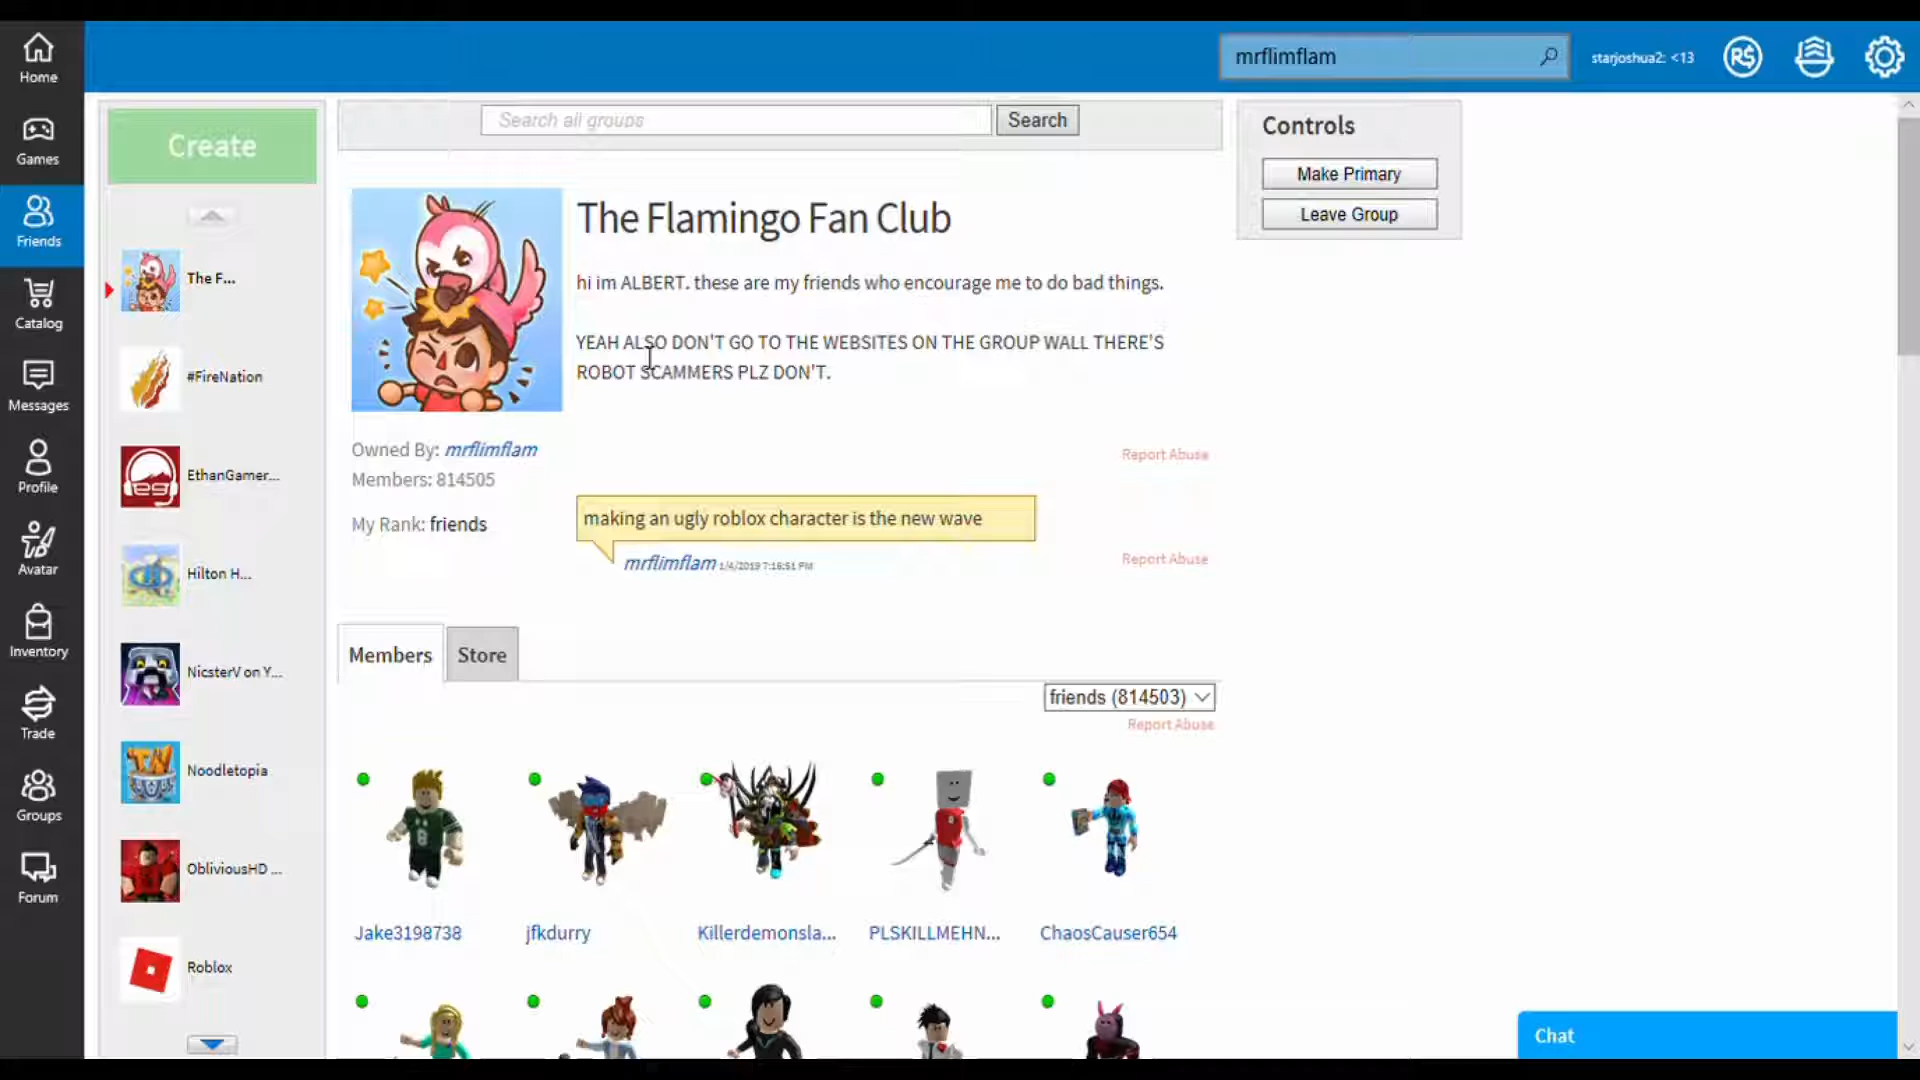 Home
Games
Friends
Catalog
Messages
Profile
Avatar
Inventory
Trade
Groups
Forum
mrflimflam
starjoshua2: <13
R$
Create
The F...
#FireNation
EthanGamer...
Hilton H...
NicsterV on Y...
Noodletopia
ObliviousHD ...
Roblox
Search all groups
Search
The Flamingo Fan Club
hi im ALBERT. these are my friends who encourage me to do bad things.
YEAH ALSO DON'T GO TO THE WEBSITES ON THE GROUP WALL THERE'S
ROBOT SCAMMERS PLZ DON'T.
Owned By: mrflimflam
Members: 814505
My Rank: friends
Report Abuse
making an ugly roblox character is the new wave
mrflimflam 1/4/2019 7:16:51 PM
Report Abuse
Members
Store
friends (814503)
Report Abuse
Jake3198738
jfkdurry
Killerdemonsla...
PLSKILLMEHN...
ChaosCauser654
Controls
Make Primary
Leave Group
Chat